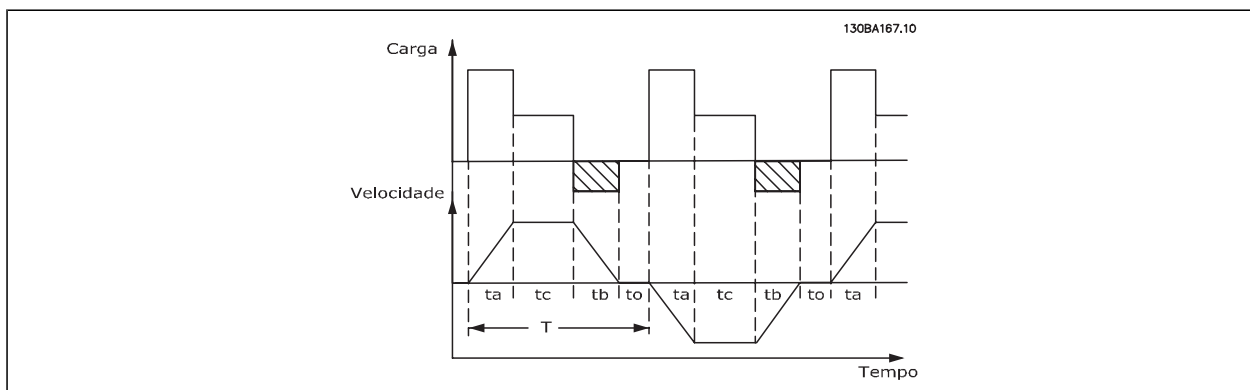 130BA167.10
Carga
Velocidade
ta tc tb to ta tc tb to ta
T
Tempo